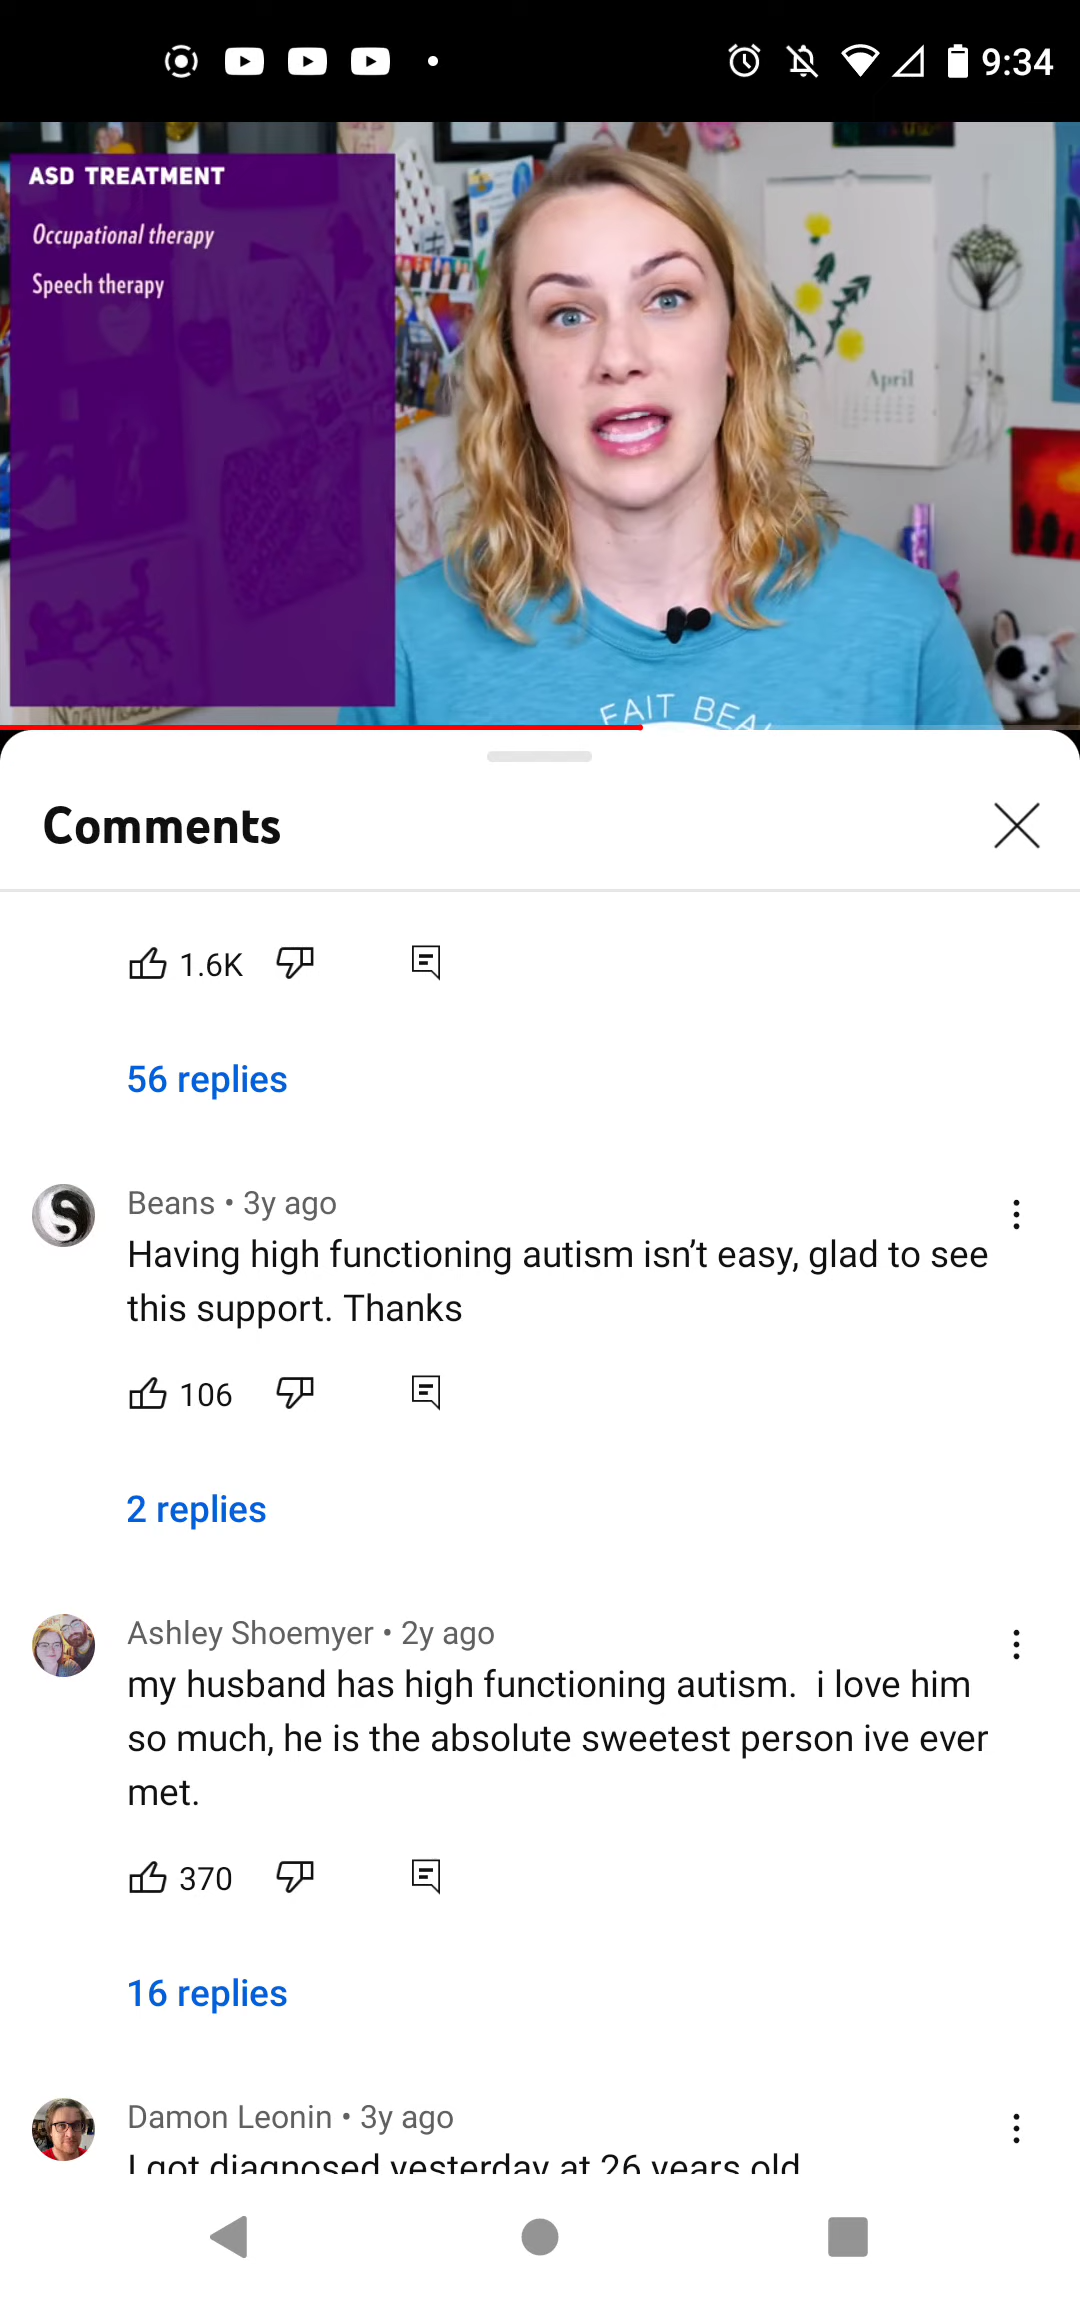 9:34
ASD TREATMENT
Occupational therapy
Speech therapy
April
FAIT BEA
Comments
1.6K
56 replies
Beans • 3y ago
Having high functioning autism isn’t easy, glad to see
this support. Thanks
106
2 replies
Ashley Shoemyer • 2y ago
my husband has high functioning autism.  i love him
so much, he is the absolute sweetest person ive ever
met.
370
16 replies
Damon Leonin • 3y ago
I got diagnosed yesterday at 26 years old